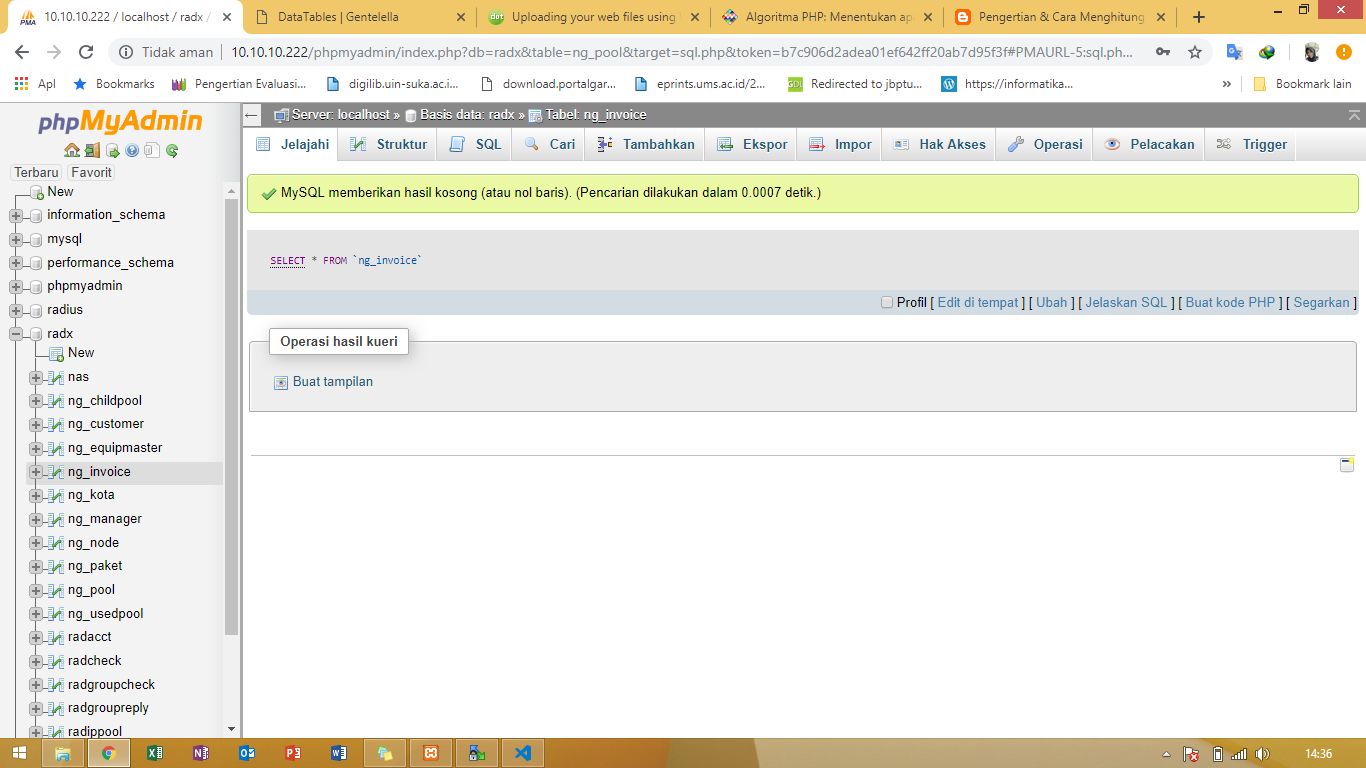 10.10.10.222 / localhost / radx /
DataTables | Gentelella
dot Uploading your web files using
Algoritma PHP: Menentukan ap
Pengertian & Cara Menghitung
Tidak aman | 10.10.10.222/phpmyadmin/index.php?db=radx&table=ng_pool&target=sql.php&token=b7c906d2adea01ef642ff20ab7d95f3f#PMAURL-5:sql.ph...
Apl Bookmarks Pengertian Evaluasi... digilib.uin-suka.ac.i... download.portalgar... eprints.ums.ac.id/2... Redirected to jbptu... https://informatika... » Bookmark lain
phpMyAdmin
Terbaru Favorit
New
information_schema
mysql
performance_schema
phpmyadmin
radius
radx
New
nas
ng_childpool
ng_customer
ng_equipmaster
ng_invoice
ng_kota
ng_manager
ng_node
ng_paket
ng_pool
ng_usedpool
radacct
radcheck
radgroupcheck
radgroupreply
radippool
Server: localhost » Basis data: radx » Tabel: ng_invoice
Jelajahi Struktur SQL Cari Tambahkan Ekspor Impor Hak Akses Operasi Pelacakan Trigger
MySQL memberikan hasil kosong (atau nol baris). (Pencarian dilakukan dalam 0.0007 detik.)
SELECT * FROM `ng_invoice`
Profil [ Edit di tempat ] [ Ubah ] [ Jelaskan SQL ] [ Buat kode PHP ] [ Segarkan ]
Operasi hasil kueri
Buat tampilan
14:36